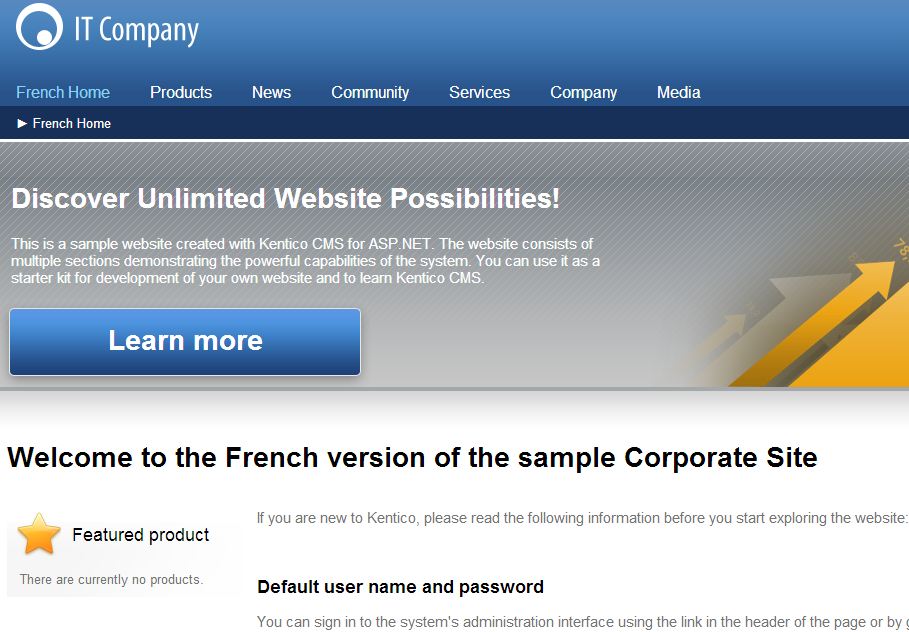 IT Company
French Home Products News Community Services Company Media
► French Home
Discover Unlimited Website Possibilities!
This is a sample website created with Kentico CMS for ASP.NET. The website consists of
multiple sections demonstrating the powerful capabilities of the system. You can use it as a
starter kit for development of your own website and to learn Kentico CMS.
Learn more
Welcome to the French version of the sample Corporate Site
Featured product
There are currently no products.
If you are new to Kentico, please read the following information before you start exploring the website:
Default user name and password
You can sign in to the system's administration interface using the link in the header of the page or by